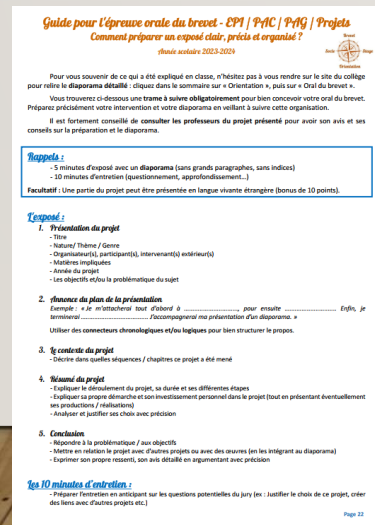 Guide pour l'épreuve orale du brevet - EPI / PAC / PAG / Projets
Comment préparer un exposé clair, précis et organisé ?
Année scolaire 2023-2024
Brevet
Orientation
Pour vous souvenir de ce qui a été expliqué en classe, n'hésitez pas à vous rendre sur le site du collège
pour relire le diaporama détaillé : cliquez dans le sommaire sur « Orientation », puis sur « Oral du brevet ».
Vous trouverez ci-dessous une trame à suivre obligatoirement pour bien concevoir votre oral du brevet.
Préparez précisément votre intervention et votre diaporama en veillant à suivre cette organisation.
Il est fortement conseillé de consulter les professeurs du projet présenté pour avoir son avis et ses
conseils sur la préparation et le diaporama.
Rappels :
- 5 minutes d'exposé avec un diaporama (sans grands paragraphes, sans indices)
- 10 minutes d'entretien (questionnement, approfondissement...)
Facultatif : Une partie du projet peut être présentée en langue vivante étrangère (bonus de 10 points).
L'exposé :
1. Présentation du projet
- Titre
- Nature/ Thème / Genre
- Organisateur(s), participant(s), intervenant(s) extérieur(s)
- Matières impliquées
- Année du projet
- Les objectifs et/ou la problématique du sujet
2. Annonce du plan de la présentation
Exemple : « Je m'attacherai tout d'abord à ..............................., pour ensuite .............................. Enfin, je
terminerai .............................. J'accompagnerai ma présentation d'un diaporama. »
Utiliser des connecteurs chronologiques et/ou logiques pour bien structurer le propos.
3. Le contexte du projet
- Décrire dans quelles séquences / chapitres ce projet a été mené
4. Résumé du projet
- Expliquer le déroulement du projet, sa durée et ses différentes étapes
- Expliquer sa propre démarche et son investissement personnel dans le projet (tout en présentant éventuellement
ses productions / réalisations)
- Analyser et justifier ses choix avec précision
5. Conclusion
- Répondre à la problématique / aux objectifs
- Mettre en relation le projet avec d'autres projets ou avec des œuvres (en les intégrant au diaporama)
- Exprimer son propre ressenti, son avis détaillé en argumentant avec précision
Les 10 minutes d'entretien :
- Préparer l'entretien en anticipant sur les questions potentielles du jury (ex : Justifier le choix de ce projet, créer
des liens avec d'autres projets etc.)
Page 22